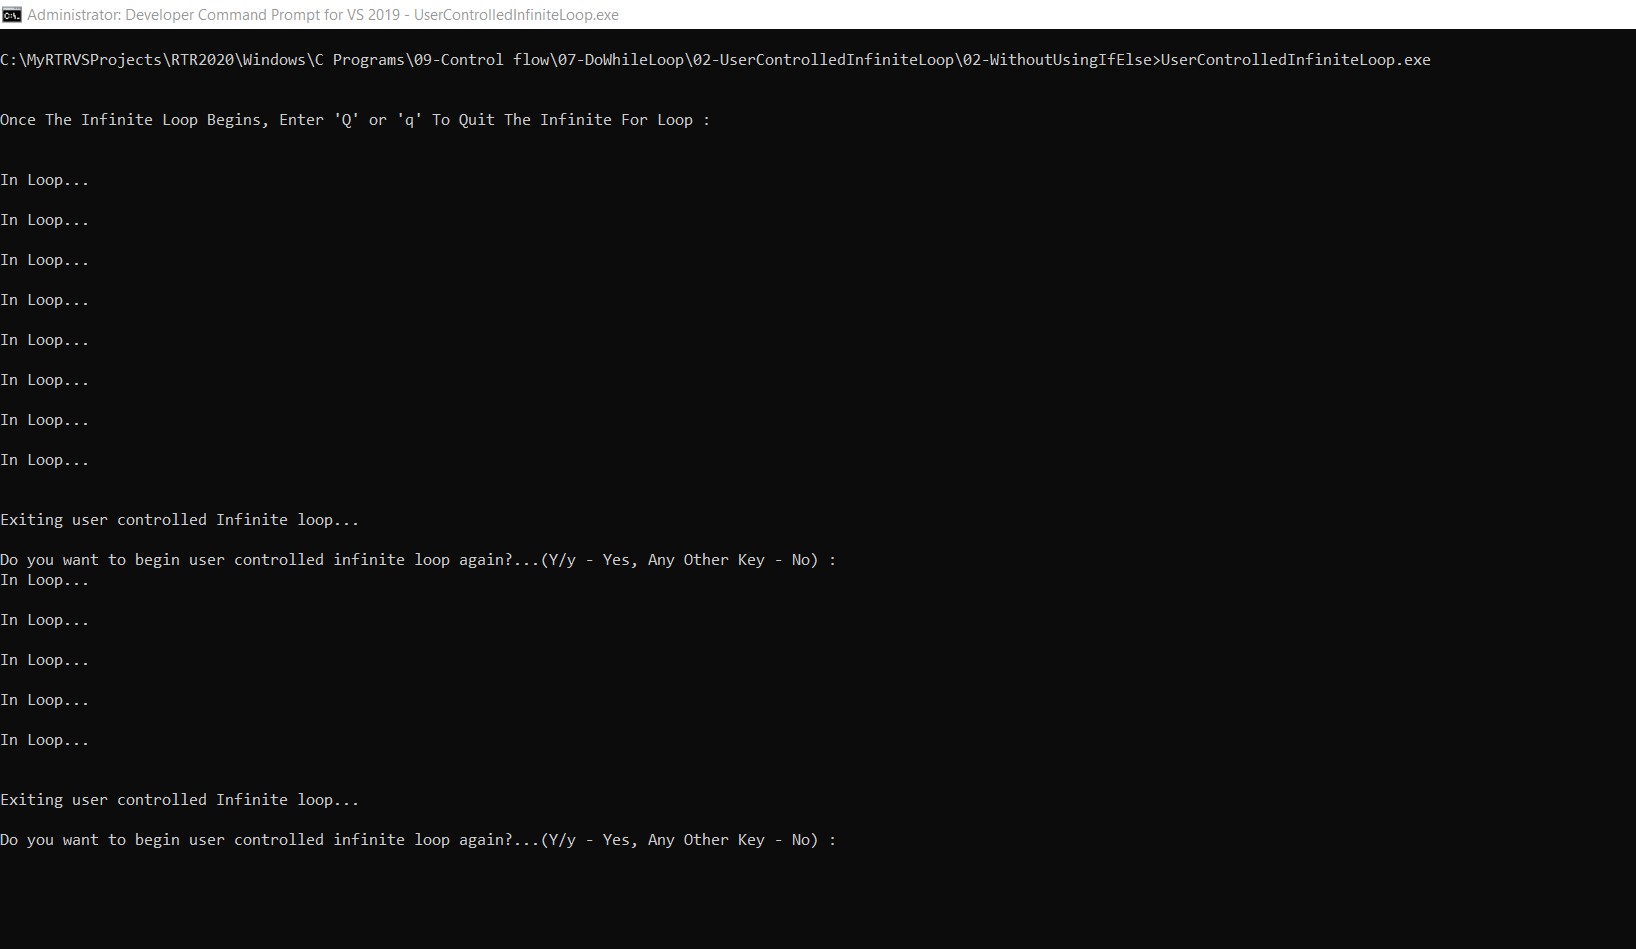 Administrator: Developer Command Prompt for VS 2019 - UserControlledInfiniteLoop.exe
C:\MyRTRVSProjects\RTR2020\Windows\C Programs\09-Control flow\07-DoWhileLoop\02-UserControlledInfiniteLoop\02-WithoutUsingIfElse>UserControlledInfiniteLoop.exe
Once The Infinite Loop Begins, Enter 'Q' or 'q' To Quit The Infinite For Loop :
In Loop...
In Loop...
In Loop...
In Loop...
In Loop...
In Loop...
In Loop...
In Loop...
Exiting user controlled Infinite loop...
Do you want to begin user controlled infinite loop again?...(Y/y - Yes, Any Other Key - No) :
In Loop...
In Loop...
In Loop...
In Loop...
In Loop...
Exiting user controlled Infinite loop...
Do you want to begin user controlled infinite loop again?...(Y/y - Yes, Any Other Key - No) :